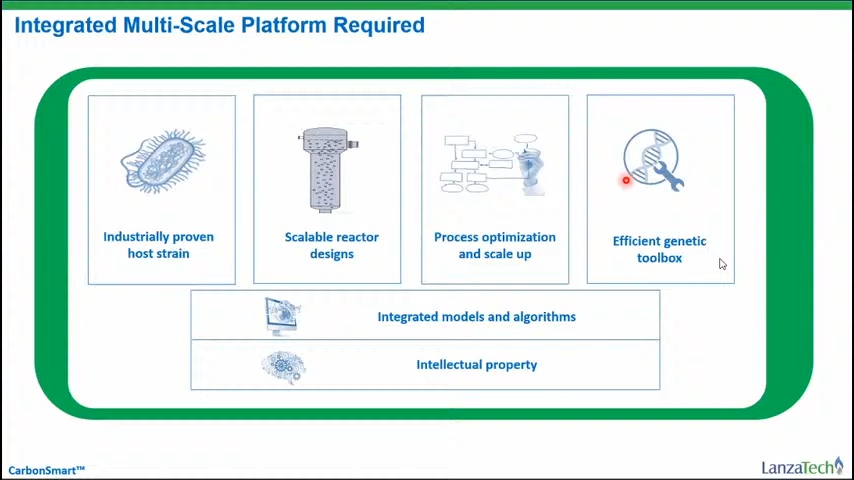 Integrated Multi-Scale Platform Required
Industrially proven
host strain
Scalable reactor
designs
Process optimization
and scale up
Efficient genetic
toolbox
Integrated models and algorithms
Intellectual property
CarbonSmart™
LanzaTech